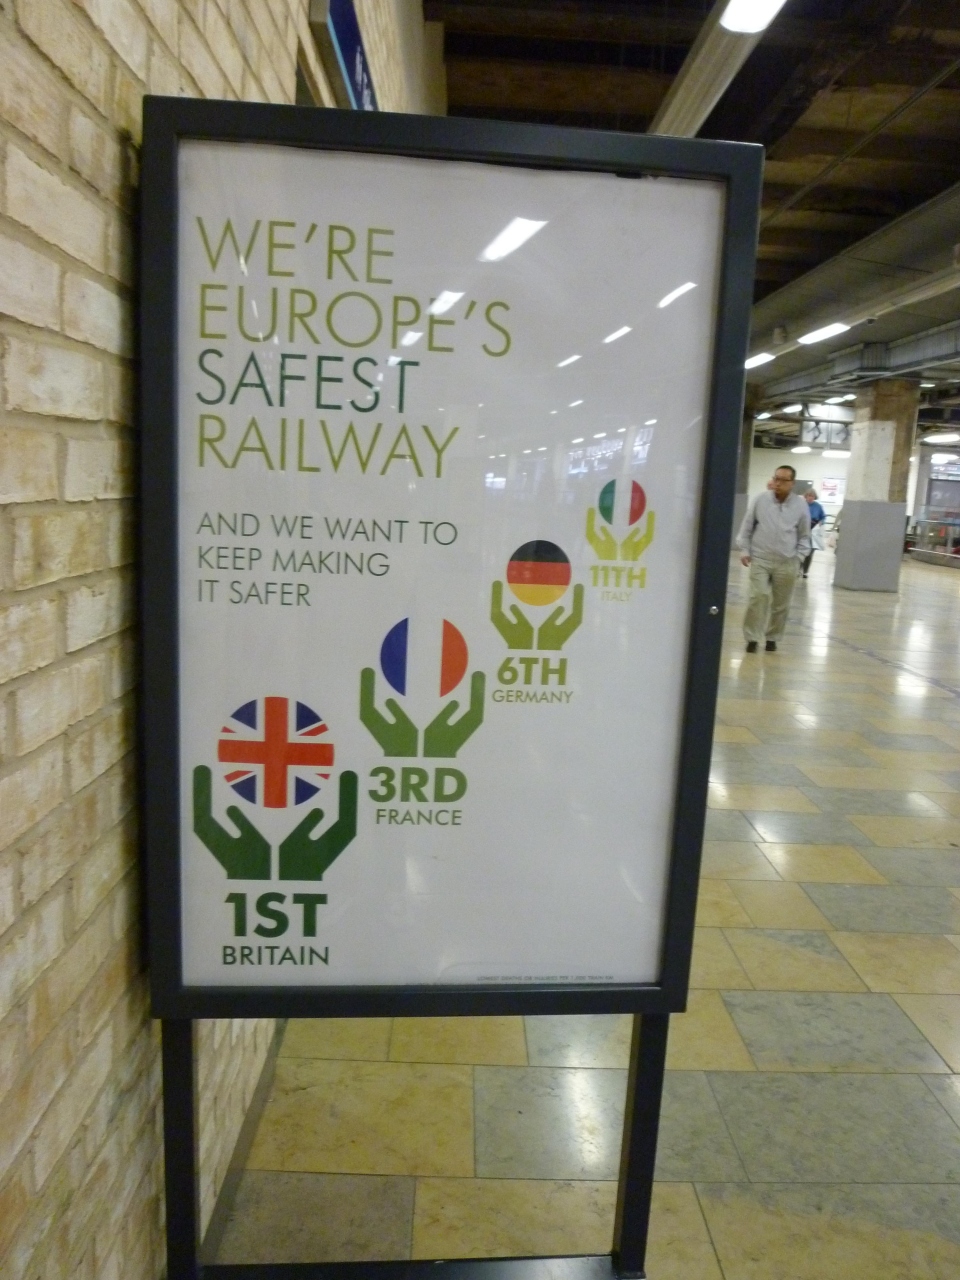 WE'RE
EUROPE'S
SAFEST
RAILWAY
AND WE WANT TO
KEEP MAKING
IT SAFER
11TH
ITALY
6TH
GERMANY
3RD
FRANCE
1ST
BRITAIN